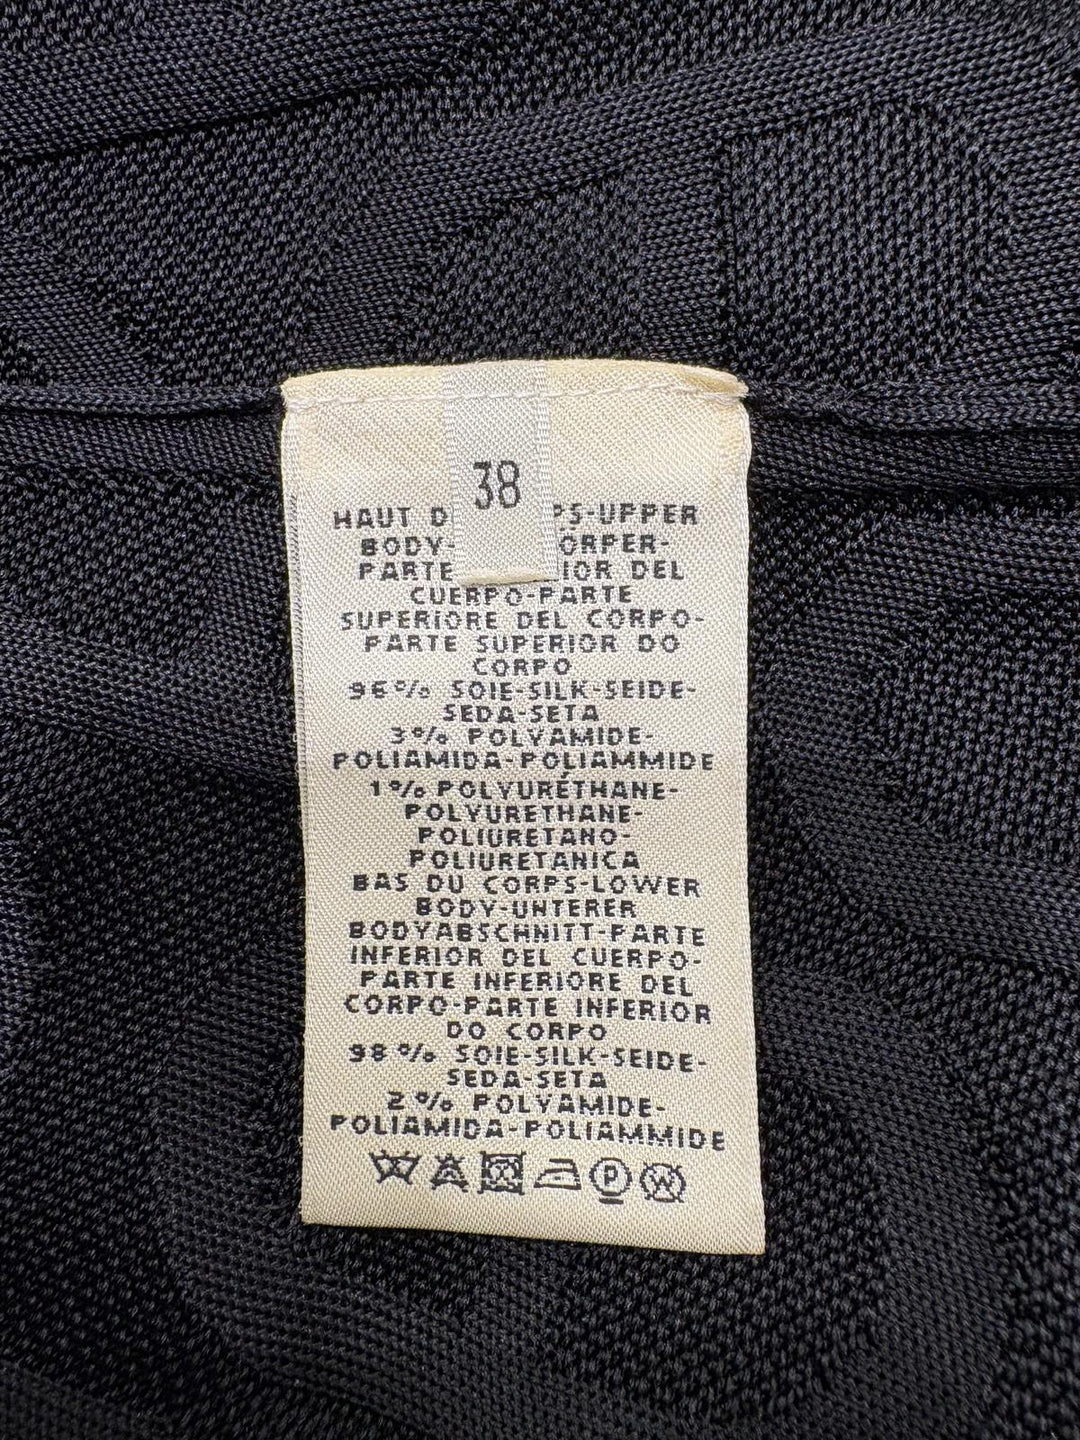 38
HAUT D PS-UPPER
BODY- ÖRPER-
PARTE IOR DEL
CUERPO-PARTE
SUPERIORE DEL CORPO-
PARTE SUPERIOR DO
CORPO
96% SOIE-SILK-SEIDE-
SEDA-SETA
3% POLYAMIDE-
POLIAMIDA-POLIAMMIDE
1% POLYURÉTHANE-
POLYURETHANE-
POLIURETANO-
POLIURETANICA
BAS DU CORPS-LOWER
BODY-UNTERER
BODYABSCHNITT-PARTE
INFERIOR DEL CUERPO-
PARTE INFERIORE DEL
CORPO-PARTE INFERIOR
DO CORPO
98% SOIE-SILK-SEIDE-
SEDA-SETA
2% POLYAMIDE-
POLIAMIDA-POLIAMMIDE
P W